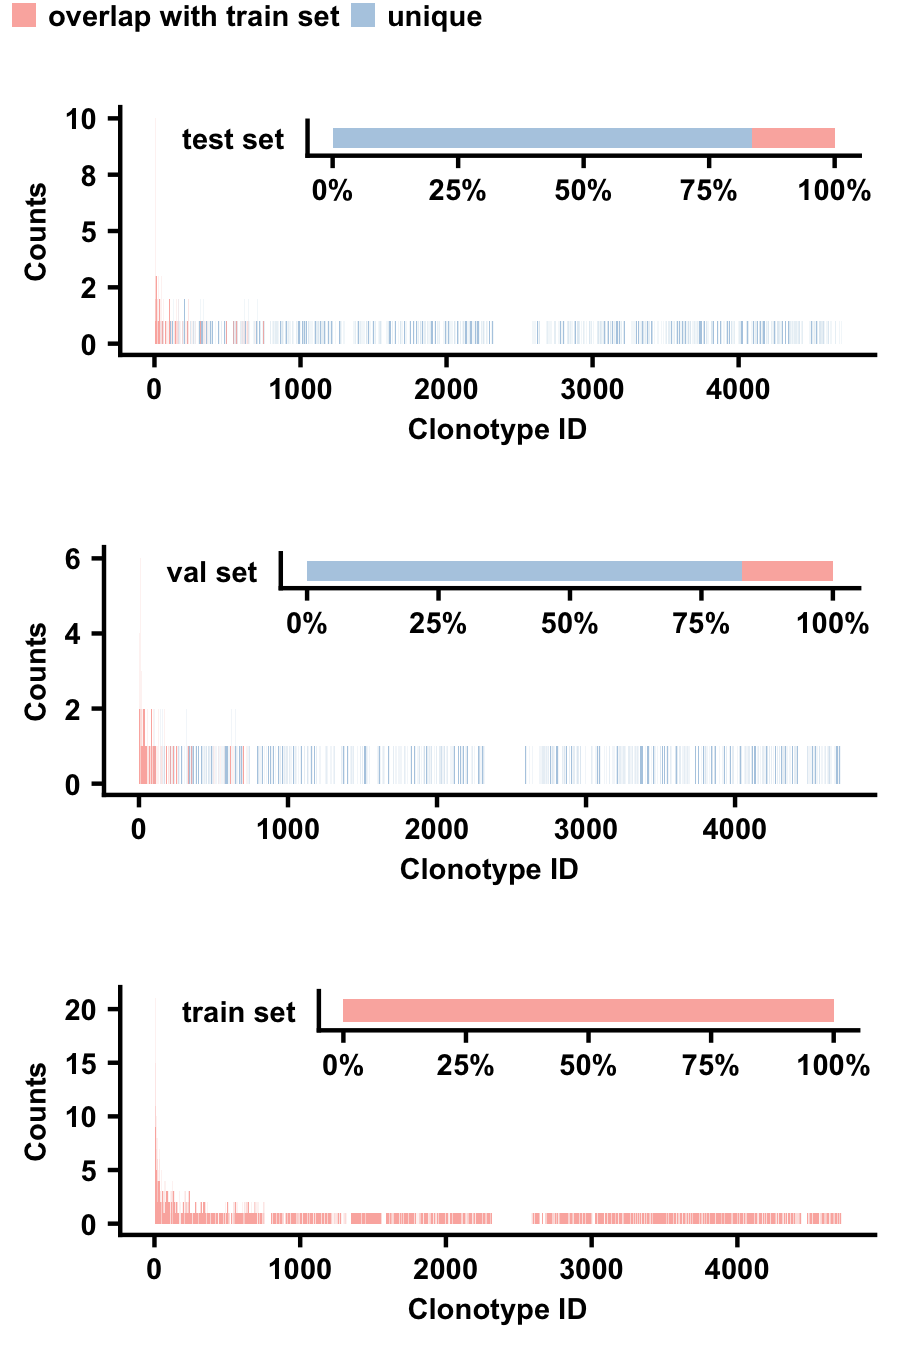 overlap with train set unique
10
8
5
2
0
Counts
test set
0% 25% 50% 75% 100%
0 1000 2000 3000 4000
Clonotype ID
6
4
2
0
Counts
val set
0% 25% 50% 75% 100%
0 1000 2000 3000 4000
Clonotype ID
20
15
10
5
0
Counts
train set
0% 25% 50% 75% 100%
0 1000 2000 3000 4000
Clonotype ID